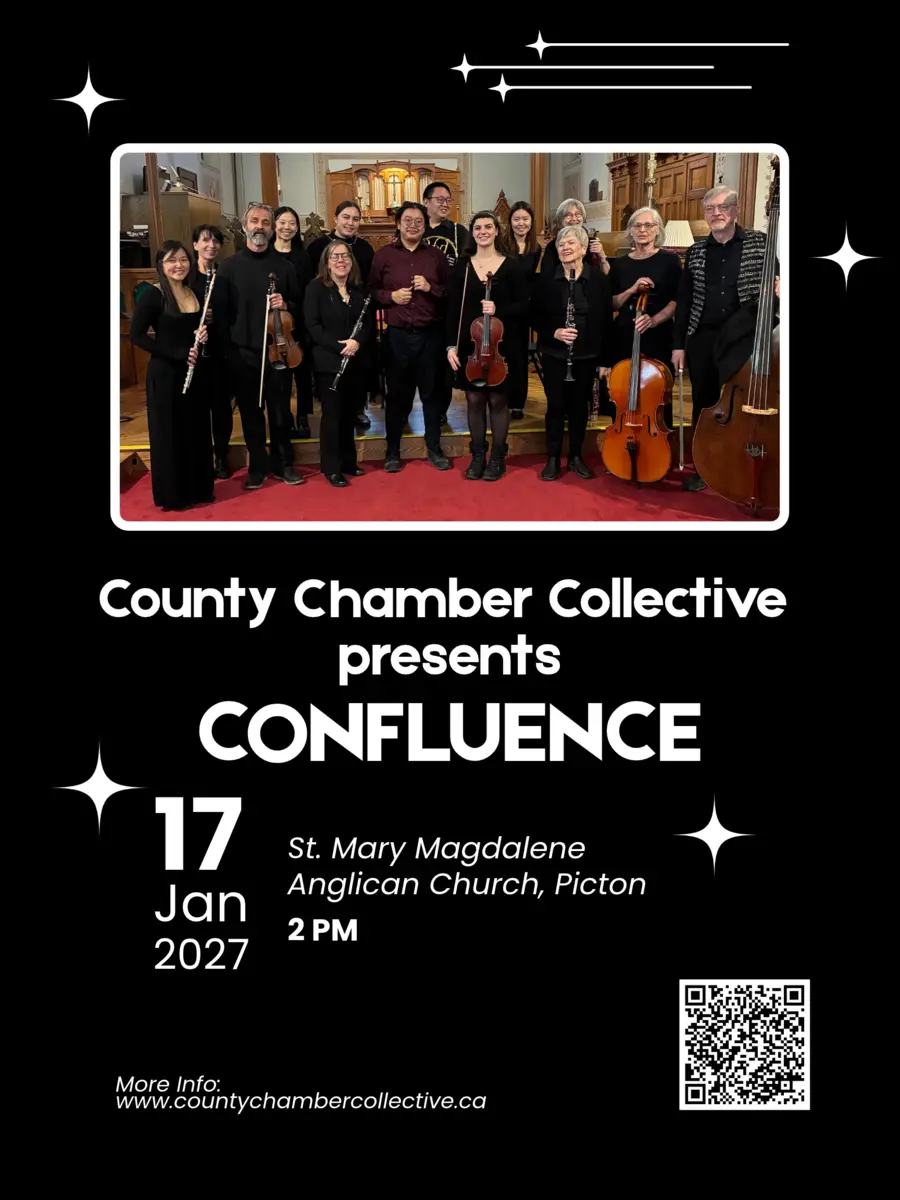 County Chamber Collective
presents
CONFLUENCE
17
Jan
2027
St. Mary Magdalene
Anglican Church, Picton
2 PM
More Info:
www.countychambercollective.ca